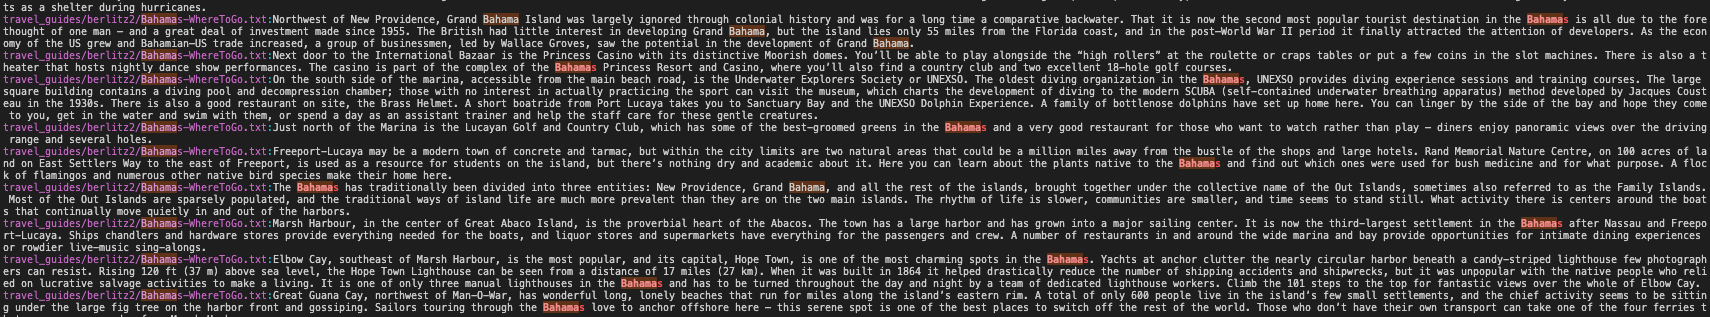 ts as a shelter during hurricanes.
travel_guides/berlitz2/Bahamas-WhereToGo.txt:Northwest of New Providence, Grand Bahama Island was largely ignored through colonial history and was for a long time a comparative backwater. That it is now the second most popular tourist destination in the Bahamas is all due to the fore
thought of one man — and a great deal of investment made since 1955. The British had little interest in developing Grand Bahama, but the island lies only 55 miles from the Florida coast, and in the post-World War II period it finally attracted the attention of developers. As the econ
omy of the US grew and Bahamian-US trade increased, a group of businessmen, led by Wallace Groves, saw the potential in the development of Grand Bahama.
travel_guides/berlitz2/Bahamas-WhereToGo.txt:Next door to the International Bazaar is the Princess Casino with its distinctive Moorish domes. You'll be able to play alongside the “high rollers” at the roulette or craps tables or put a few coins in the slot machines. There is also a t
heater that hosts nightly dance show performances. The casino is part of the complex of the Bahamas Princess Resort and Casino, where you'll also find a country club and two excellent 18-hole golf courses.
travel_guides/berlitz2/Bahamas-WhereToGo.txt:On the south side of the marina, accessible from the main beach road, is the Underwater Explorers Society or UNEXSO. The oldest diving organization in the Bahamas, UNEXSO provides diving experience sessions and training courses. The large
square building contains a diving pool and decompression chamber; those with no interest in actually practicing the sport can visit the museum, which charts the development of diving to the modern SCUBA (self-contained underwater breathing apparatus) method developed by Jacques Coust
eau in the 1930s. There is also a good restaurant on site, the Brass Helmet. A short boatride from Port Lucaya takes you to Sanctuary Bay and the UNEXSO Dolphin Experience. A family of bottlenose dolphins have set up home here. You can linger by the side of the bay and hope they come
to you, get in the water and swim with them, or spend a day as an assistant trainer and help the staff care for these gentle creatures.
travel_guides/berlitz2/Bahamas-WhereToGo.txt:Just north of the Marina is the Lucayan Golf and Country Club, which has some of the best-groomed greens in the Bahamas and a very good restaurant for those who want to watch rather than play — diners enjoy panoramic views over the driving
range and several holes.
travel_guides/berlitz2/Bahamas-WhereToGo.txt:Freeport-Lucaya may be a modern town of concrete and tarmac, but within the city limits are two natural areas that could be a million miles away from the bustle of the shops and large hotels. Rand Memorial Nature Centre, on 100 acres of la
nd on East Settlers Way to the east of Freeport, is used as a resource for students on the island, but there's nothing dry and academic about it. Here you can learn about the plants native to the Bahamas and find out which ones were used for bush medicine and for what purpose. A floc
k of flamingos and numerous other native bird species make their home here.
travel_guides/berlitz2/Bahamas-WhereToGo.txt:The Bahamas has traditionally been divided into three entities: New Providence, Grand Bahama, and all the rest of the islands, brought together under the collective name of the Out Islands, sometimes also referred to as the Family Islands.
Most of the Out Islands are sparsely populated, and the traditional ways of island life are much more prevalent than they are on the two main islands. The rhythm of life is slower, communities are smaller, and time seems to stand still. What activity there is centers around the boat
s that continually move quietly in and out of the harbors.
travel_guides/berlitz2/Bahamas-WhereToGo.txt:Marsh Harbour, in the center of Great Abaco Island, is the proverbial heart of the Abacos. The town has a large harbor and has grown into a major sailing center. It is now the third-largest settlement in the Bahamas after Nassau and Freepo
rt-Lucaya. Ships chandlers and hardware stores provide everything needed for the boats, and liquor stores and supermarkets have everything for the passengers and crew. A number of restaurants in and around the wide marina and bay provide opportunities for intimate dining experiences
or rowdier live-music sing-alongs.
travel_guides/berlitz2/Bahamas-WhereToGo.txt:Elbow Cay, southeast of Marsh Harbour, is the most popular, and its capital, Hope Town, is one of the most charming spots in the Bahamas. Yachts at anchor clutter the nearly circular harbor beneath a candy-striped lighthouse few photograph
ers can resist. Rising 120 ft (37 m) above sea level, the Hope Town Lighthouse can be seen from a distance of 17 miles (27 km). When it was built in 1864 it helped drastically reduce the number of shipping accidents and shipwrecks, but it was unpopular with the native people who reli
ed on lucrative salvage activities to make a living. It is one of only three manual lighthouses in the Bahamas and has to be turned throughout the day and night by a team of dedicated lighthouse workers. Climb the 101 steps to the top for fantastic views over the whole of Elbow Cay.
travel_guides/berlitz2/Bahamas-WhereToGo.txt:Great Guana Cay, northwest of Man-O-War, has wonderful long, lonely beaches that run for miles along the island's eastern rim. A total of only 600 people live in the island's few small settlements, and the chief activity seems to be sittin
g under the large fig tree on the harbor front and gossiping. Sailors touring through the Bahamas love to anchor offshore here — this serene spot is one of the best places to switch off the rest of the world. Those who don't have their own transport can take one of the four ferries t